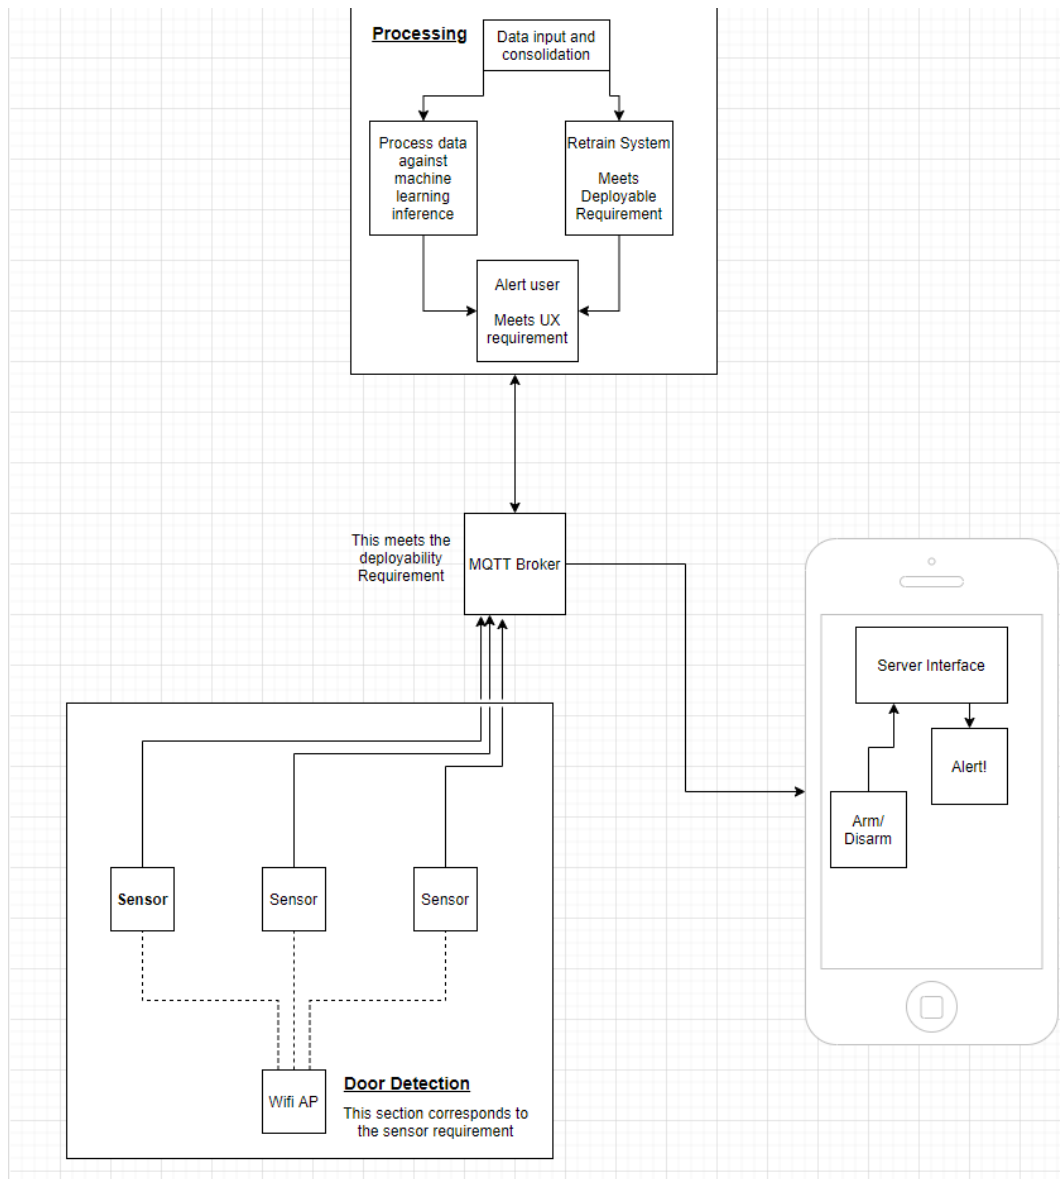 Processing
Data input and
consolidation
Process data
against
machine
learning
inference
Retrain System
Meets
Deployable
Requirement
Alert user
Meets UX
requirement
This meets the
deployability
Requirement
MQTT Broker
Server Interface
Alert!
Arm/
Disarm
Sensor
Sensor
Sensor
Wifi AP
Door Detection
This section corresponds to
the sensor requirement